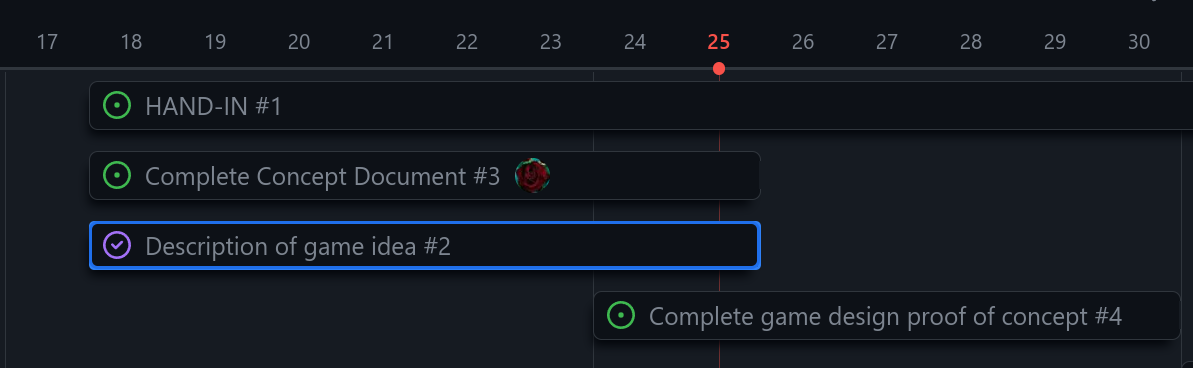 17 18 19 20 21 22 23 24 25 26 27 28 29 30
HAND-IN #1
Complete Concept Document #3
Description of game idea #2
Complete game design proof of concept #4